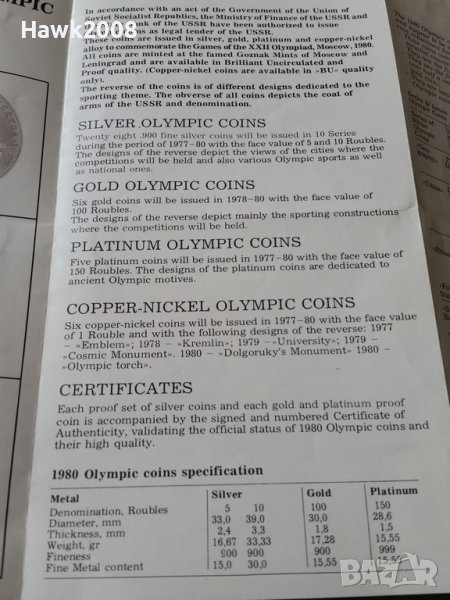 Hawk2008
MPIC
In accordance with an act of the Government of the Union of
Soviet Socialist Republics, the Ministry of Finance of the USSR and
Bank of the USSR have been authorized to issue
as legal tender of the USSR.
These coins are issued in silver, gold, platinum and copper-nickel
alloy to commemorate the Games of the XXII Olympiad, Moscow, 1980.
All coins are minted at the famed Goznak Mints of Moscow and
Leningrad and are available in Brilliant Uncirculated and
Proof quality. (Copper-nickel coins are available in »BU« quality
only).
The reverse of the coins is of different designs dedicated to the
sporting theme. The obverse of all coins depicts the coat of
arms of the USSR and denomination.
SILVER OLYMPIC COINS
Twenty eight .900 fine silver coins will be issued in 10 Series
during the period of 1977-80 with the face value of 5 and 10 Roubles.
The designs of the reverse depict the views of the cities where the
competitions will be held and also various Olympic sports as well
as national ones.
GOLD OLYMPIC COINS
Six gold coins will be issued in 1978-80 with the face value of
100 Roubles.
The designs of the reverse depict mainly the sporting constructions
where the competitions will be held.
PLATINUM OLYMPIC COINS
Five platinum coins will be issued in 1977-80 with the face value of
150 Roubles. The designs of the platinum coins are dedicated to
ancient Olympic motives.
COPPER-NICKEL OLYMPIC COINS
Six copper-nickel coins will be issued in 1977-80 with the face value
of 1 Rouble and with the following designs of the reverse: 1977
– »Emblem«; 1978 – »Kremlin«; 1979 – »University«; 1979 –
»Cosmic Monument«. 1980 – »Dolgoruky's Monument« 1980 –
»Olympic torch«.
CERTIFICATES
Each proof set of silver coins and each gold and platinum proof
coin is accompanied by the signed and numbered Certificate of
Authenticity, validating the official status of 1980 Olympic coins and
their high quality.
1980 Olympic coins specification
Metal Silver Gold Platinum
Denomination, Roubles 5 10 100 150
Diameter, mm 33,0 39,0 30,0 28,6
Thickness, mm 2,4 3,3 1,8 1,5
Weight, gr 16,67 33,33 17,28 15,55
Fineness 900 900 900 999
Fine Metal content 15,0 30,0 15,55 15,55
BAZAR.BG